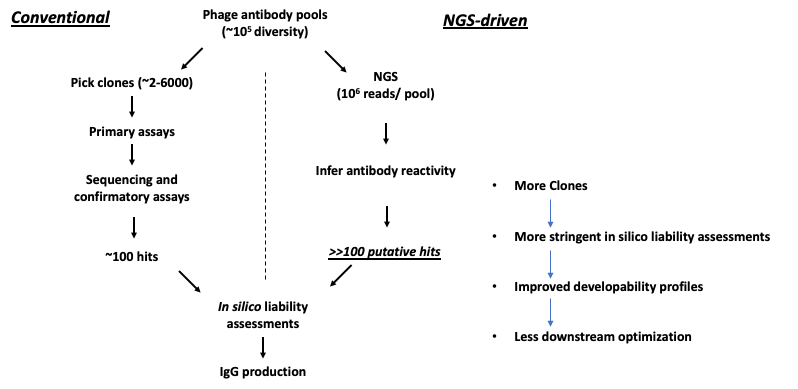 Conventional
Phage antibody pools
(~10⁵ diversity)
NGS-driven
Pick clones (~2-6000)
Primary assays
Sequencing and
confirmatory assays
~100 hits
NGS
(10⁶ reads/ pool)
Infer antibody reactivity
>>100 putative hits
In silico liability
assessments
IgG production
• More Clones
• More stringent in silico liability assessments
• Improved developability profiles
• Less downstream optimization